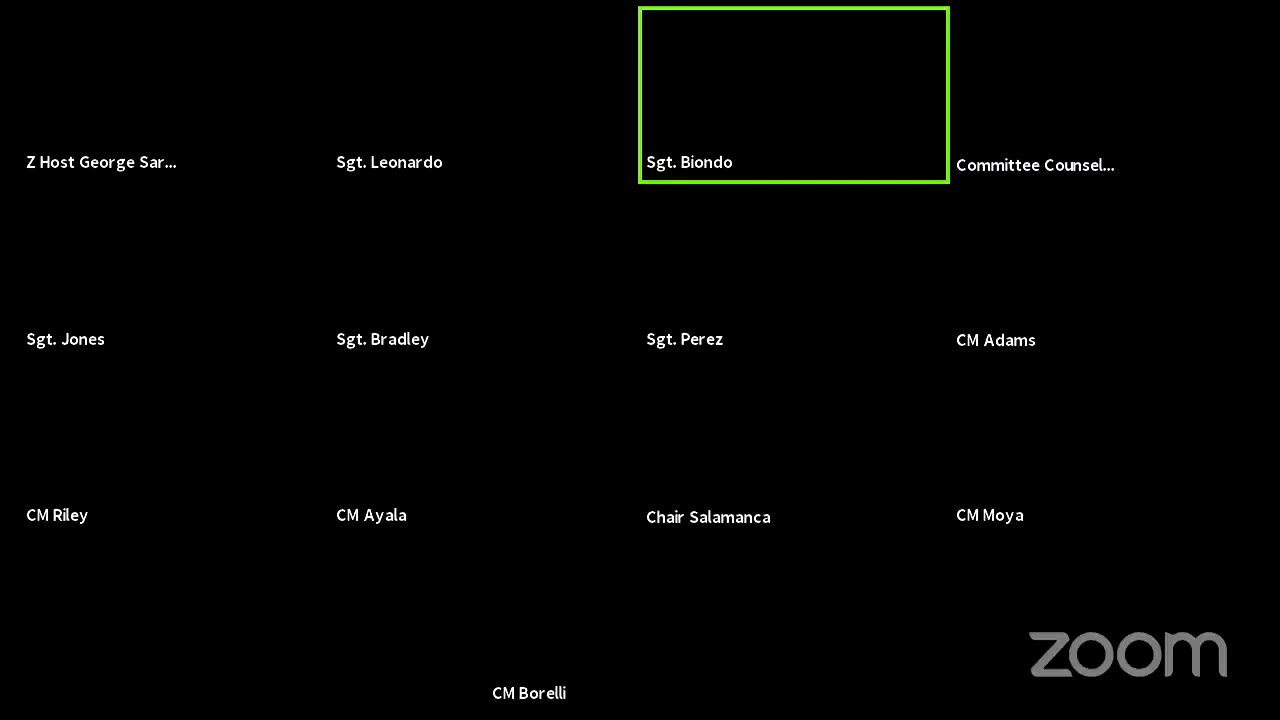 Z Host George Sar...
Sgt. Leonardo
Sgt. Biondo
Committee Counsel...
Sgt. Jones
Sgt. Bradley
Sgt. Perez
CM Adams
CM Riley
CM Ayala
Chair Salamanca
CM Moya
CM Borelli
zoom